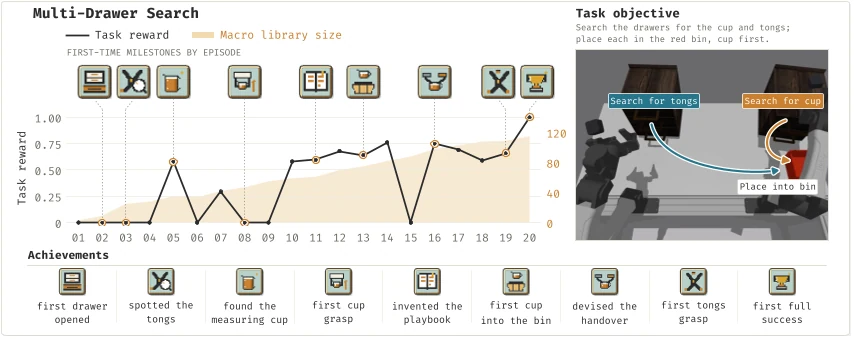 Multi-Drawer Search
Task reward
Macro library size
FIRST-TIME MILESTONES BY EPISODE
1.00
0.75
0.50
0.25
0
Task reward
120
80
40
0
01 02 03 04 05 06 07 08 09 10 11 12 13 14 15 16 17 18 19 20
Task objective
Search the drawers for the cup and tongs;
place each in the red bin, cup first.
Search for tongs
Search for cup
Place into bin
Achievements
first drawer
opened
spotted the
tongs
found the
measuring cup
first cup
grasp
invented the
playbook
first cup
into the bin
devised the
handover
first tongs
grasp
first full
success